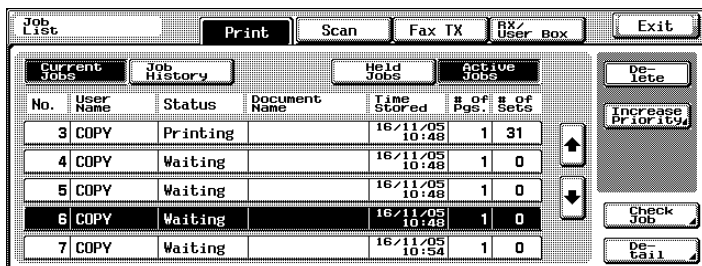 Job List
Print Scan Fax TX RX/User Box Exit
Current Jobs Job History Held Jobs Active Jobs De-lete
No. User Name Status Document Name Time Stored # of Pgs. # of Sets
Increase Priority
3 COPY Printing 16/11/05 10:48 1 31
4 COPY Waiting 16/11/05 10:48 1 0
5 COPY Waiting 16/11/05 10:48 1 0
6 COPY Waiting 16/11/05 10:48 1 0
Check Job
7 COPY Waiting 16/11/05 10:54 1 0
De-tail